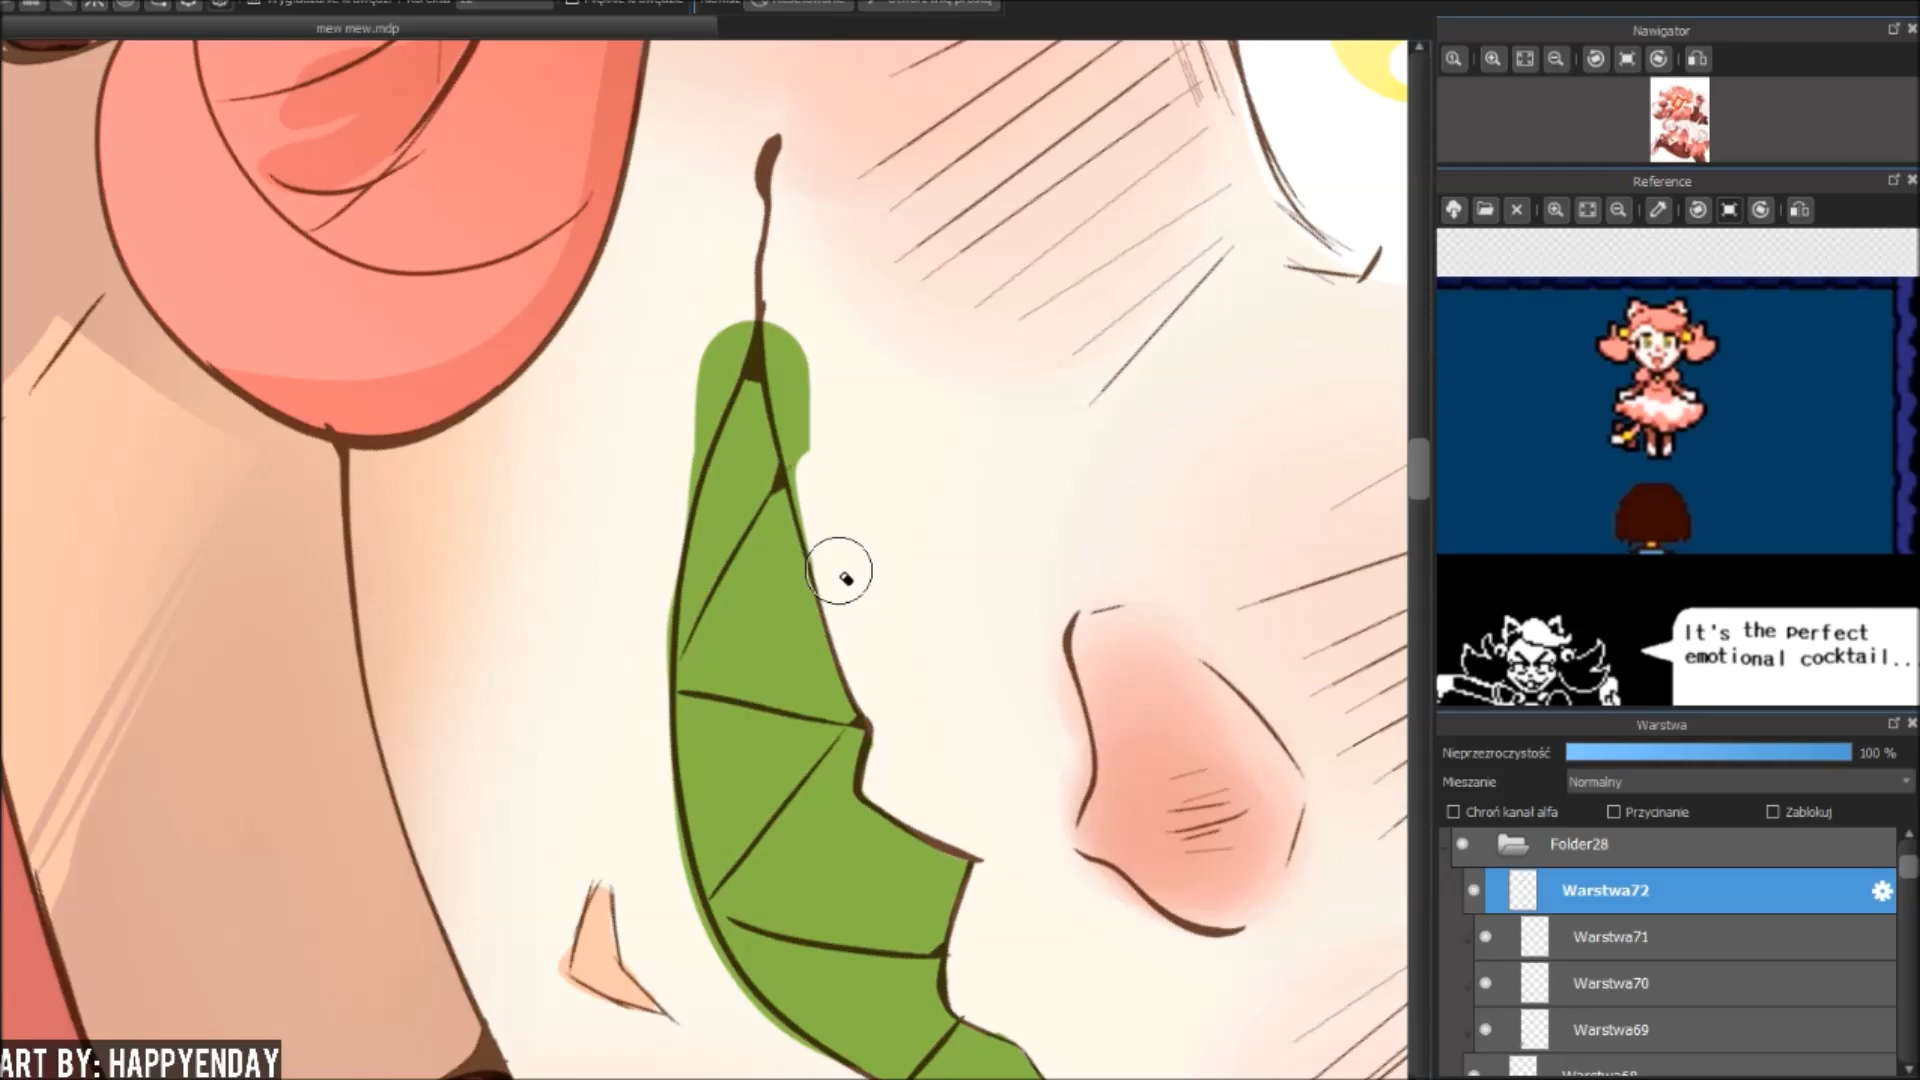 mew mew.mdp
Nawigator
Reference
It's the perfect
emotional cocktail...
Warstwa
Nieprzezroczystość
100 %
Mieszanie
Normalny
Chroń kanał alfa
Przycinanie
Zablokuj
Folder28
Warstwa72
Warstwa71
Warstwa70
Warstwa69
Warstwa68
ART BY: HAPPYENDAY